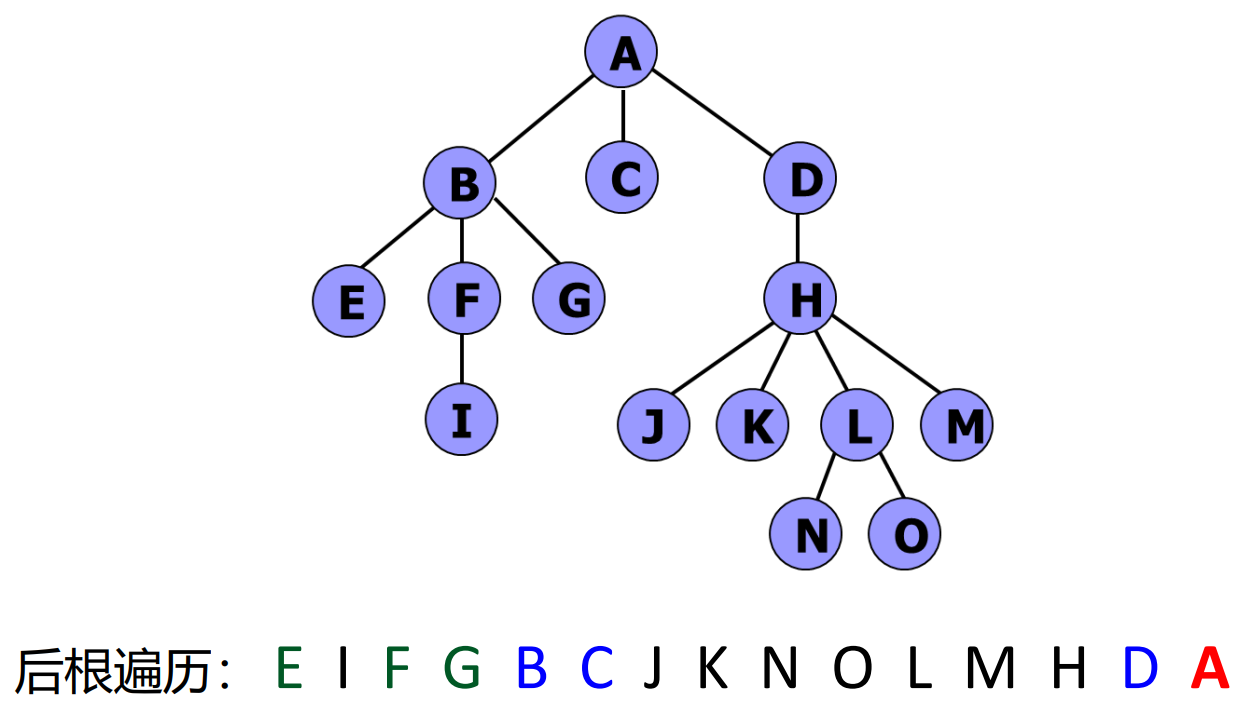 A
B C D
E F G H
I J K L M
N O
后根遍历： E I F G B C J K N O L M H D A